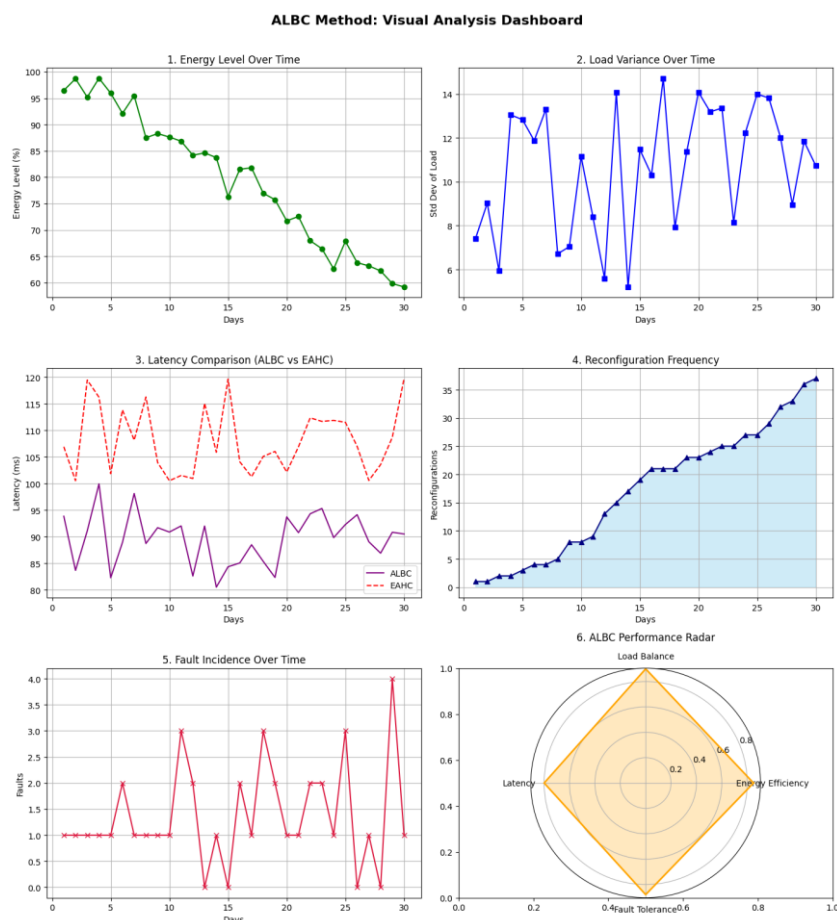 ALBC Method: Visual Analysis Dashboard
1. Energy Level Over Time
Energy Level (%)
100
95
90
85
80
75
70
65
60
0 5 10 15 20 25 30
Days
2. Load Variance Over Time
Std Dev of Load
14
12
10
8
6
0 5 10 15 20 25 30
Days
3. Latency Comparison (ALBC vs EAHC)
Latency (ms)
120
115
110
105
100
95
90
85
80
ALBC
EAHC
0 5 10 15 20 25 30
Days
4. Reconfiguration Frequency
Reconfigurations
35
30
25
20
15
10
5
0
0 5 10 15 20 25 30
Days
5. Fault Incidence Over Time
Faults
4.0
3.5
3.0
2.5
2.0
1.5
1.0
0.5
0.0
0 5 10 15 20 25 30
Days
6. ALBC Performance Radar
Load Balance
1.0
0.8
0.6
0.4
0.2
0.0
0.8
0.6
0.4
0.2
Latency
Energy Efficiency
Fault Tolerance
0.0 0.2 0.4 0.6 0.8 1.0